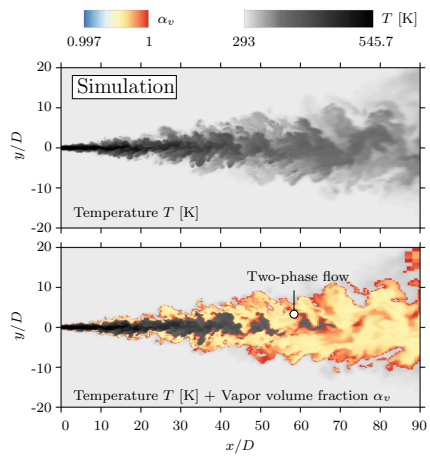 α_v T [K]
0.997 1 293 545.7
20
10
0
-10
-20
y/D
Simulation
Temperature T [K]
20
10
0
-10
-20
y/D
Two-phase flow
Temperature T [K] + Vapor volume fraction α_v
0 10 20 30 40 50 60 70 80 90
x/D